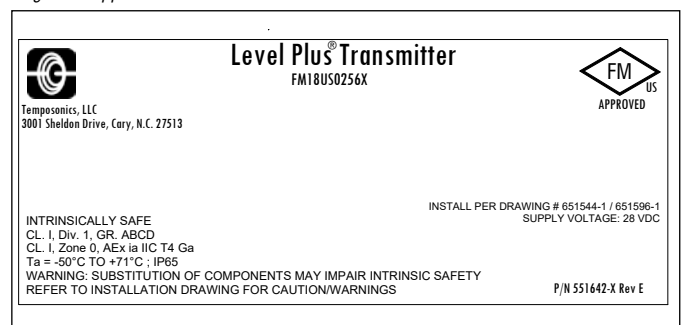 Level Plus® Transmitter
FM18US0256X
FM
US
APPROVED
Temposonics, LLC
3001 Sheldon Drive, Cary, N.C. 27513
INSTALL PER DRAWING # 651544-1 / 651596-1
SUPPLY VOLTAGE: 28 VDC
INTRINSICALLY SAFE
CL. I, Div. 1, GR. ABCD
CL. I, Zone 0, AEx ia IIC T4 Ga
Ta = -50°C TO +71°C ; IP65
WARNING: SUBSTITUTION OF COMPONENTS MAY IMPAIR INTRINSIC SAFETY
REFER TO INSTALLATION DRAWING FOR CAUTION/WARNINGS
P/N 551642-X Rev E